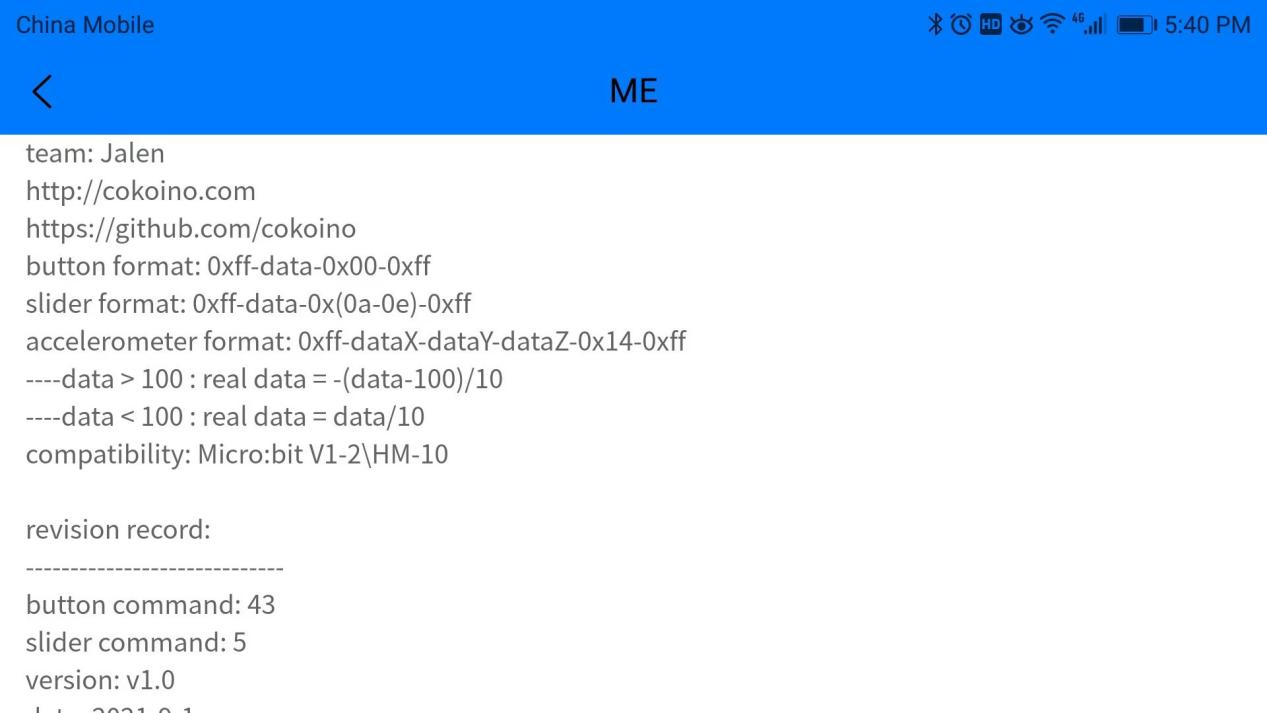 China Mobile
HD
4G
5:40 PM
ME
team: Jalen
http://cokoino.com
https://github.com/cokoino
button format: 0xff-data-0x00-0xff
slider format: 0xff-data-0x(0a-0e)-0xff
accelerometer format: 0xff-dataX-dataY-dataZ-0x14-0xff
----data > 100 : real data = -(data-100)/10
----data < 100 : real data = data/10
compatibility: Micro:bit V1-2\HM-10
revision record:
-----------------------------
button command: 43
slider command: 5
version: v1.0